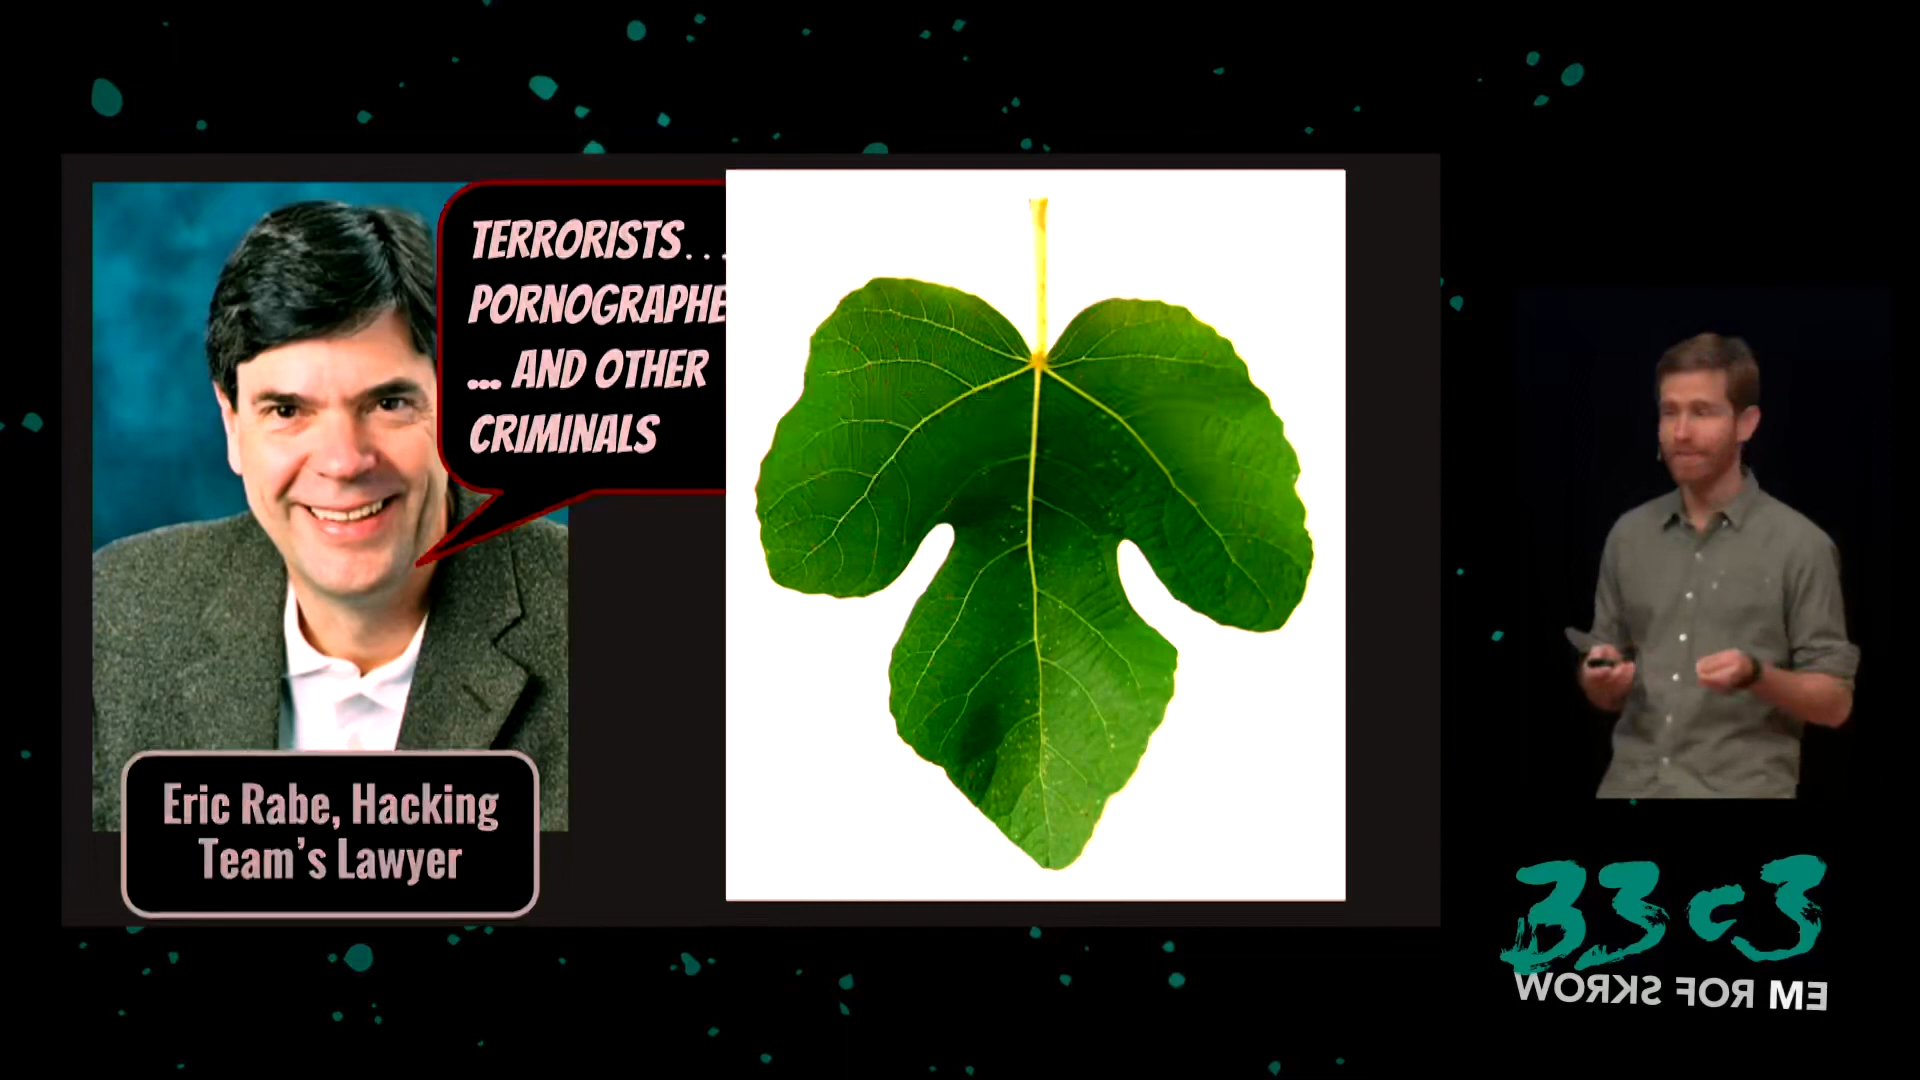 TERRORISTS...
PORNOGRAPHE
... AND OTHER
CRIMINALS
Eric Rabe, Hacking
Team's Lawyer
33c3
WORKS FOR ME